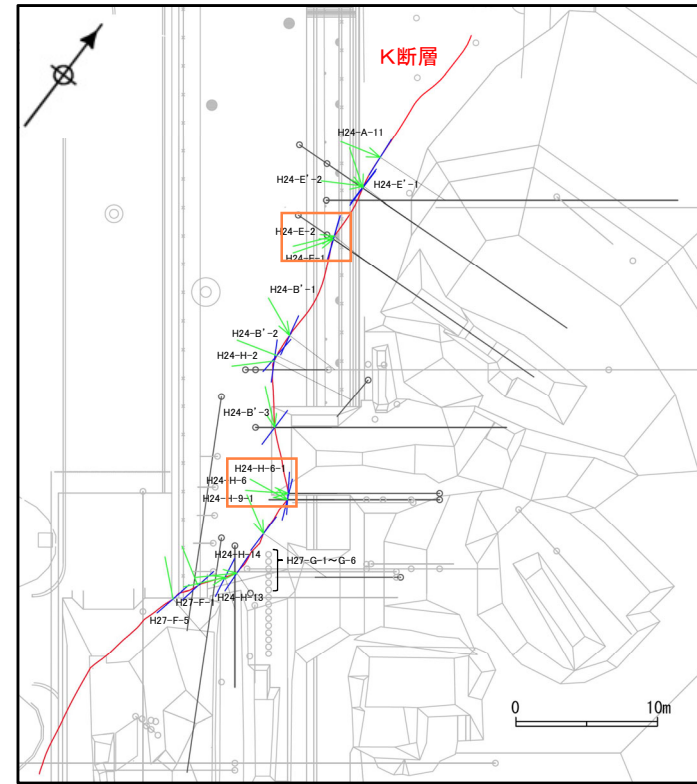 K断層
H24-A-11
H24-E'-2
H24-E'-1
H24-E-2
H24-E-1
H24-B'-1
H24-B'-2
H24-H-2
H24-B'-3
H24-H-6-1
H24-H-6
H24-H-9-1
H24-H-14
H27-G-1～G-6
H24-H-13
H27-F-1
H27-F-5
0 10m